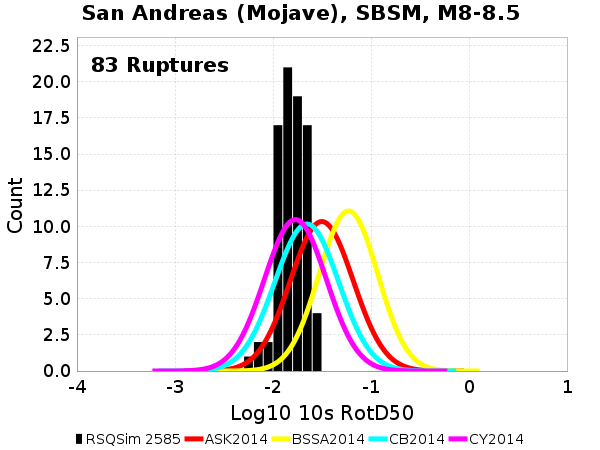 San Andreas (Mojave), SBSM, M8-8.5
83 Ruptures
22.5
20.0
17.5
15.0
12.5
10.0
7.5
5.0
2.5
0.0
Count
-4 -3 -2 -1 0 1
Log10 10s RotD50
RSQSim 2585 ASK2014 BSSA2014 CB2014 CY2014